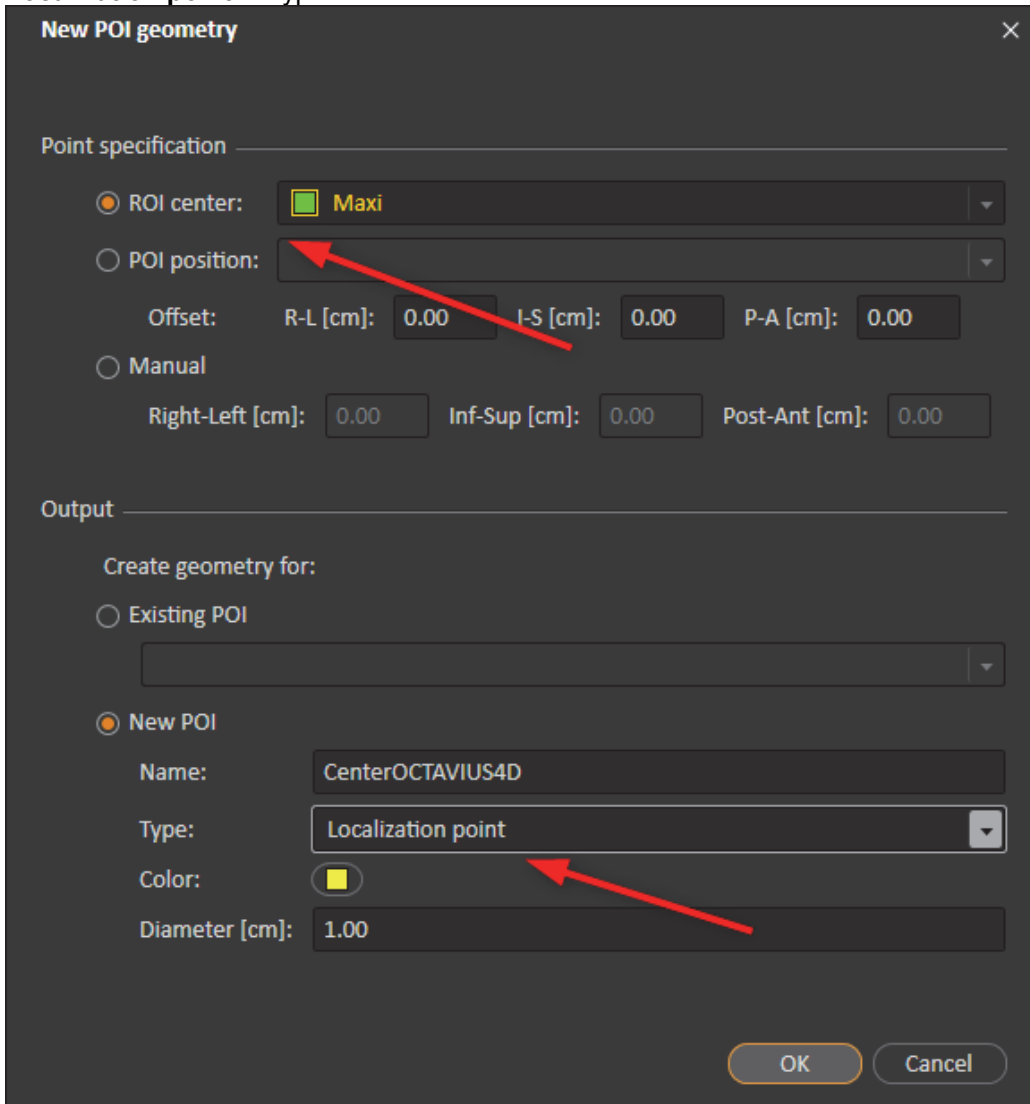 New POI geometry
Point specification
ROI center: Maxi
POI position:
Offset: R-L [cm]: 0.00 I-S [cm]: 0.00 P-A [cm]: 0.00
Manual
Right-Left [cm]: 0.00 Inf-Sup [cm]: 0.00 Post-Ant [cm]: 0.00
Output
Create geometry for:
Existing POI
New POI
Name: CenterOCTAVIUS4D
Type: Localization point
Color:
Diameter [cm]: 1.00
OK Cancel